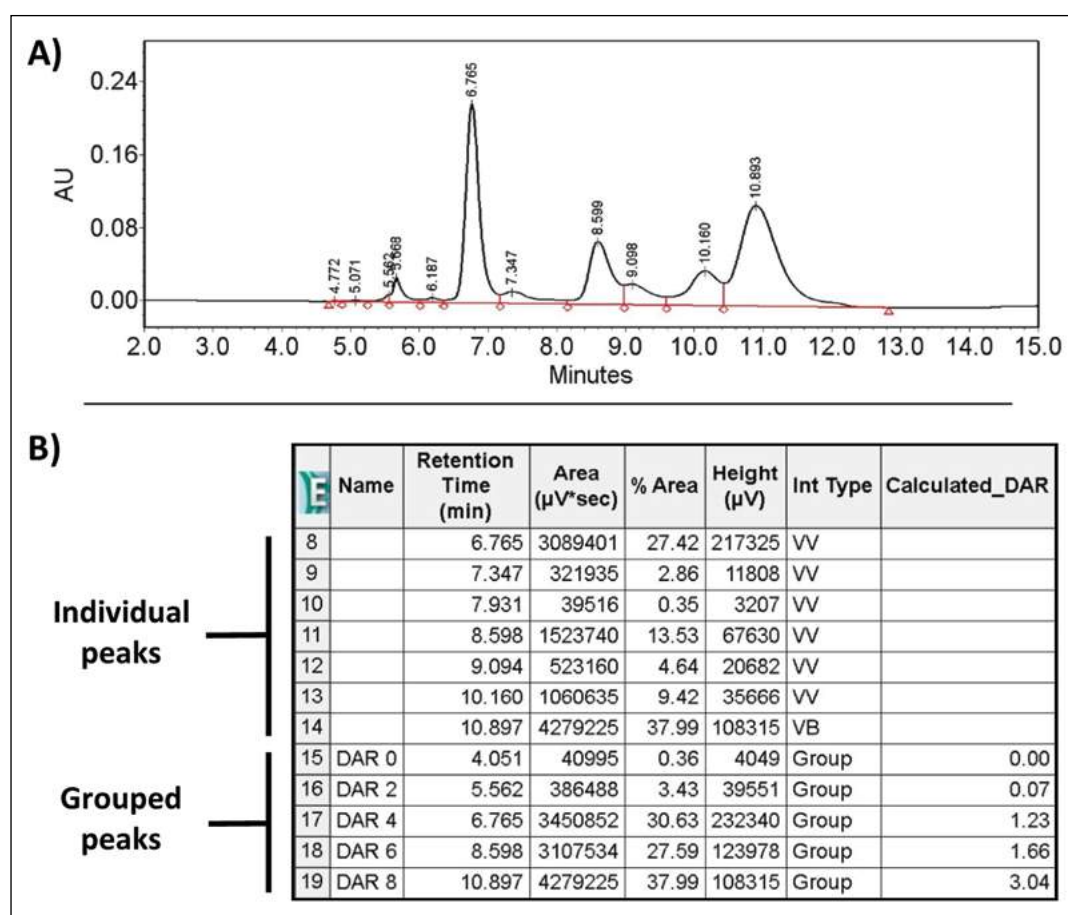 A)
0.24
0.16
0.08
0.00
AU
4.772
5.071
5.562
5.668
6.187
6.765
7.347
8.599
9.098
10.160
10.893
2.0 3.0 4.0 5.0 6.0 7.0 8.0 9.0 10.0 11.0 12.0 13.0 14.0 15.0
Minutes
B)
E Name Retention Time (min) Area (µV*sec) % Area Height (µV) Int Type Calculated_DAR
8 6.765 3089401 27.42 217325 VV
9 7.347 321935 2.86 11808 VV
10 7.931 39516 0.35 3207 VV
11 8.598 1523740 13.53 67630 VV
12 9.094 523160 4.64 20682 VV
13 10.160 1060635 9.42 35666 VV
14 10.897 4279225 37.99 108315 VB
15 DAR 0 4.051 40995 0.36 4049 Group 0.00
16 DAR 2 5.562 386488 3.43 39551 Group 0.07
17 DAR 4 6.765 3450852 30.63 232340 Group 1.23
18 DAR 6 8.598 3107534 27.59 123978 Group 1.66
19 DAR 8 10.897 4279225 37.99 108315 Group 3.04
Individual
peaks
Grouped
peaks